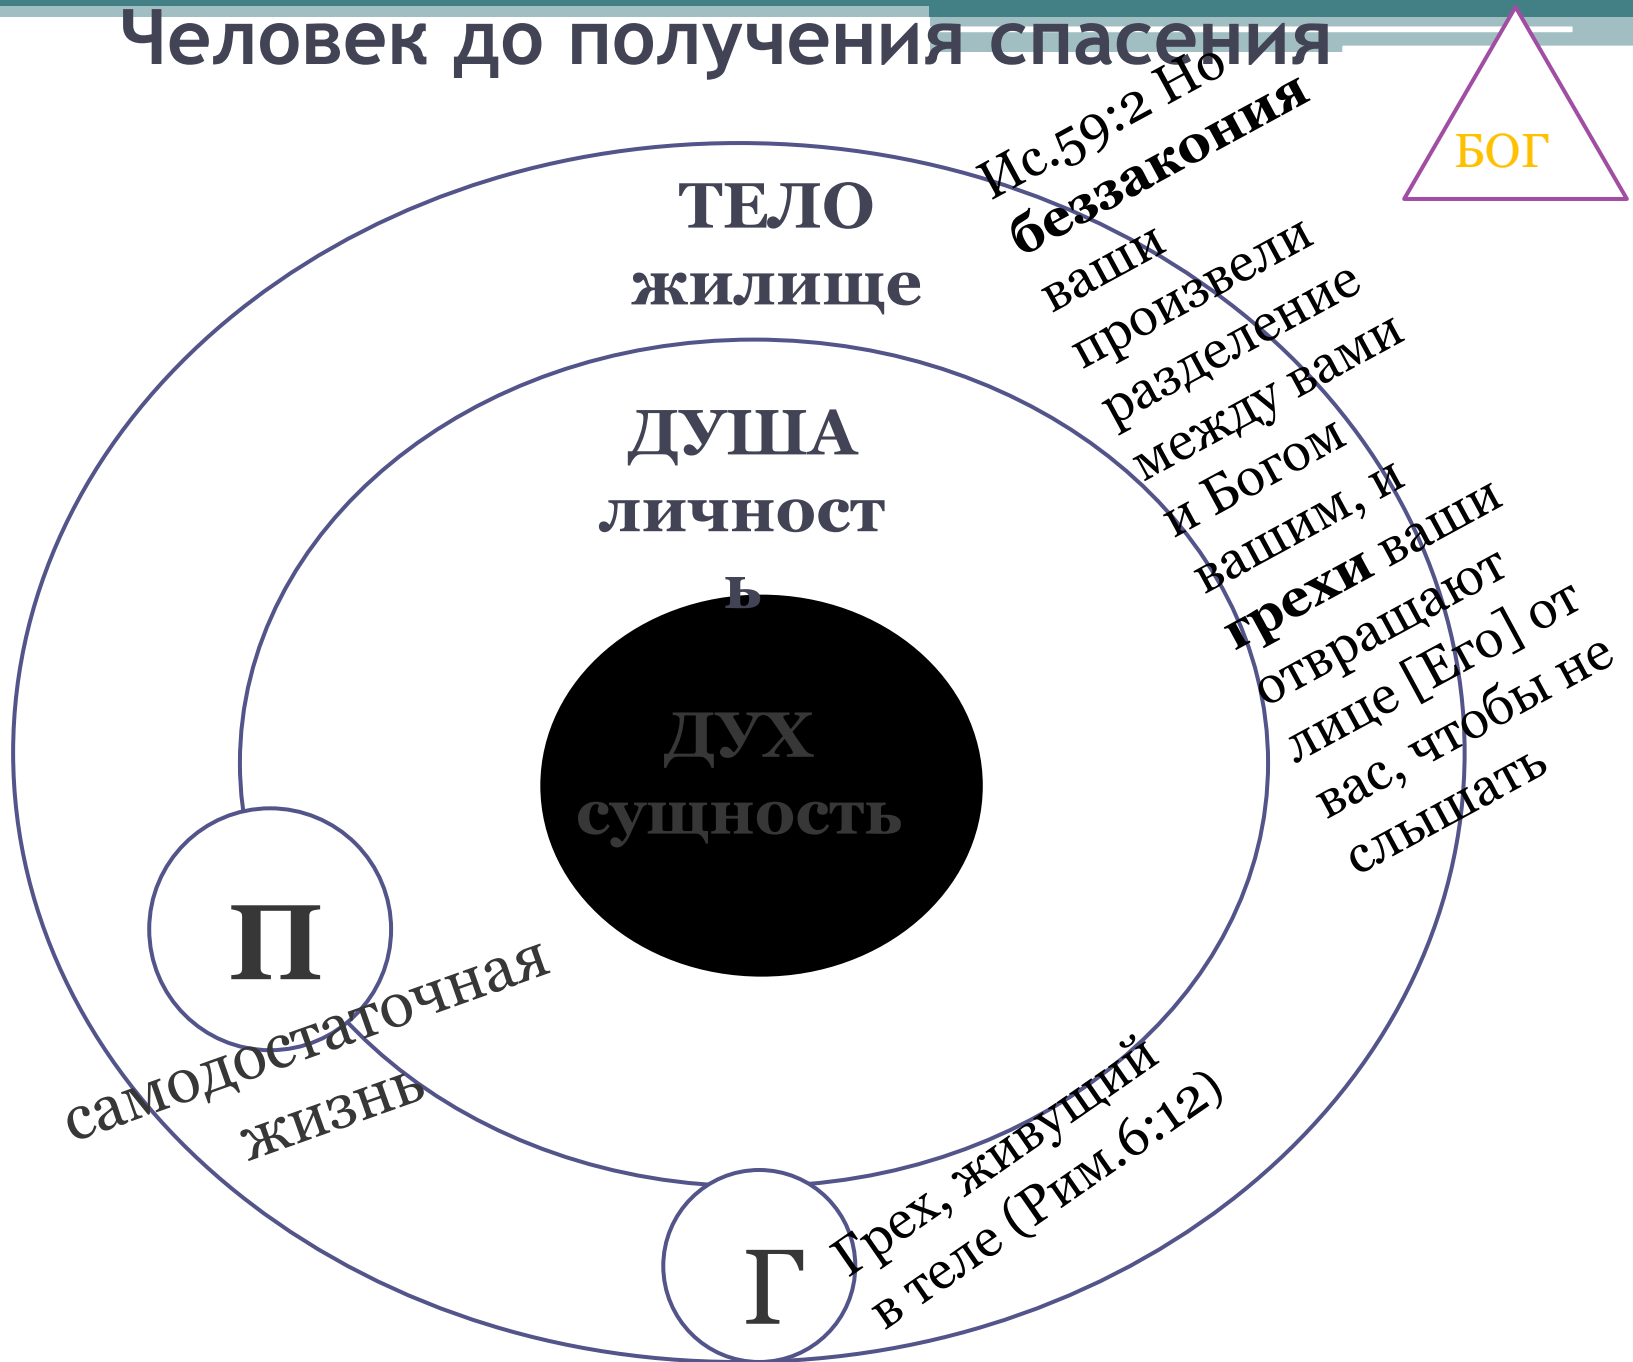 Человек до получения спасения
БОГ
Ис.59:2 Но
беззакония
ваши
произвели
разделение
между вами
и Богом
вашим, и
грехи ваши
отвращают
лице [Его] от
вас, чтобы не
слышать
ТЕЛО
жилище
ДУША
личност
ь
ДУХ
сущность
П
самодостаточная
жизнь
Г
Грех, живущий
в теле (Рим.6:12)